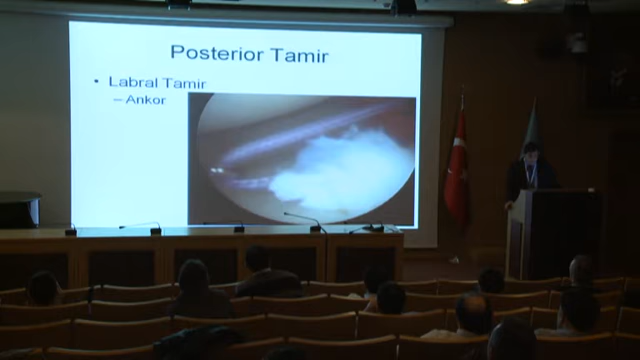 Posterior Tamir
• Labral Tamir
– Ankor